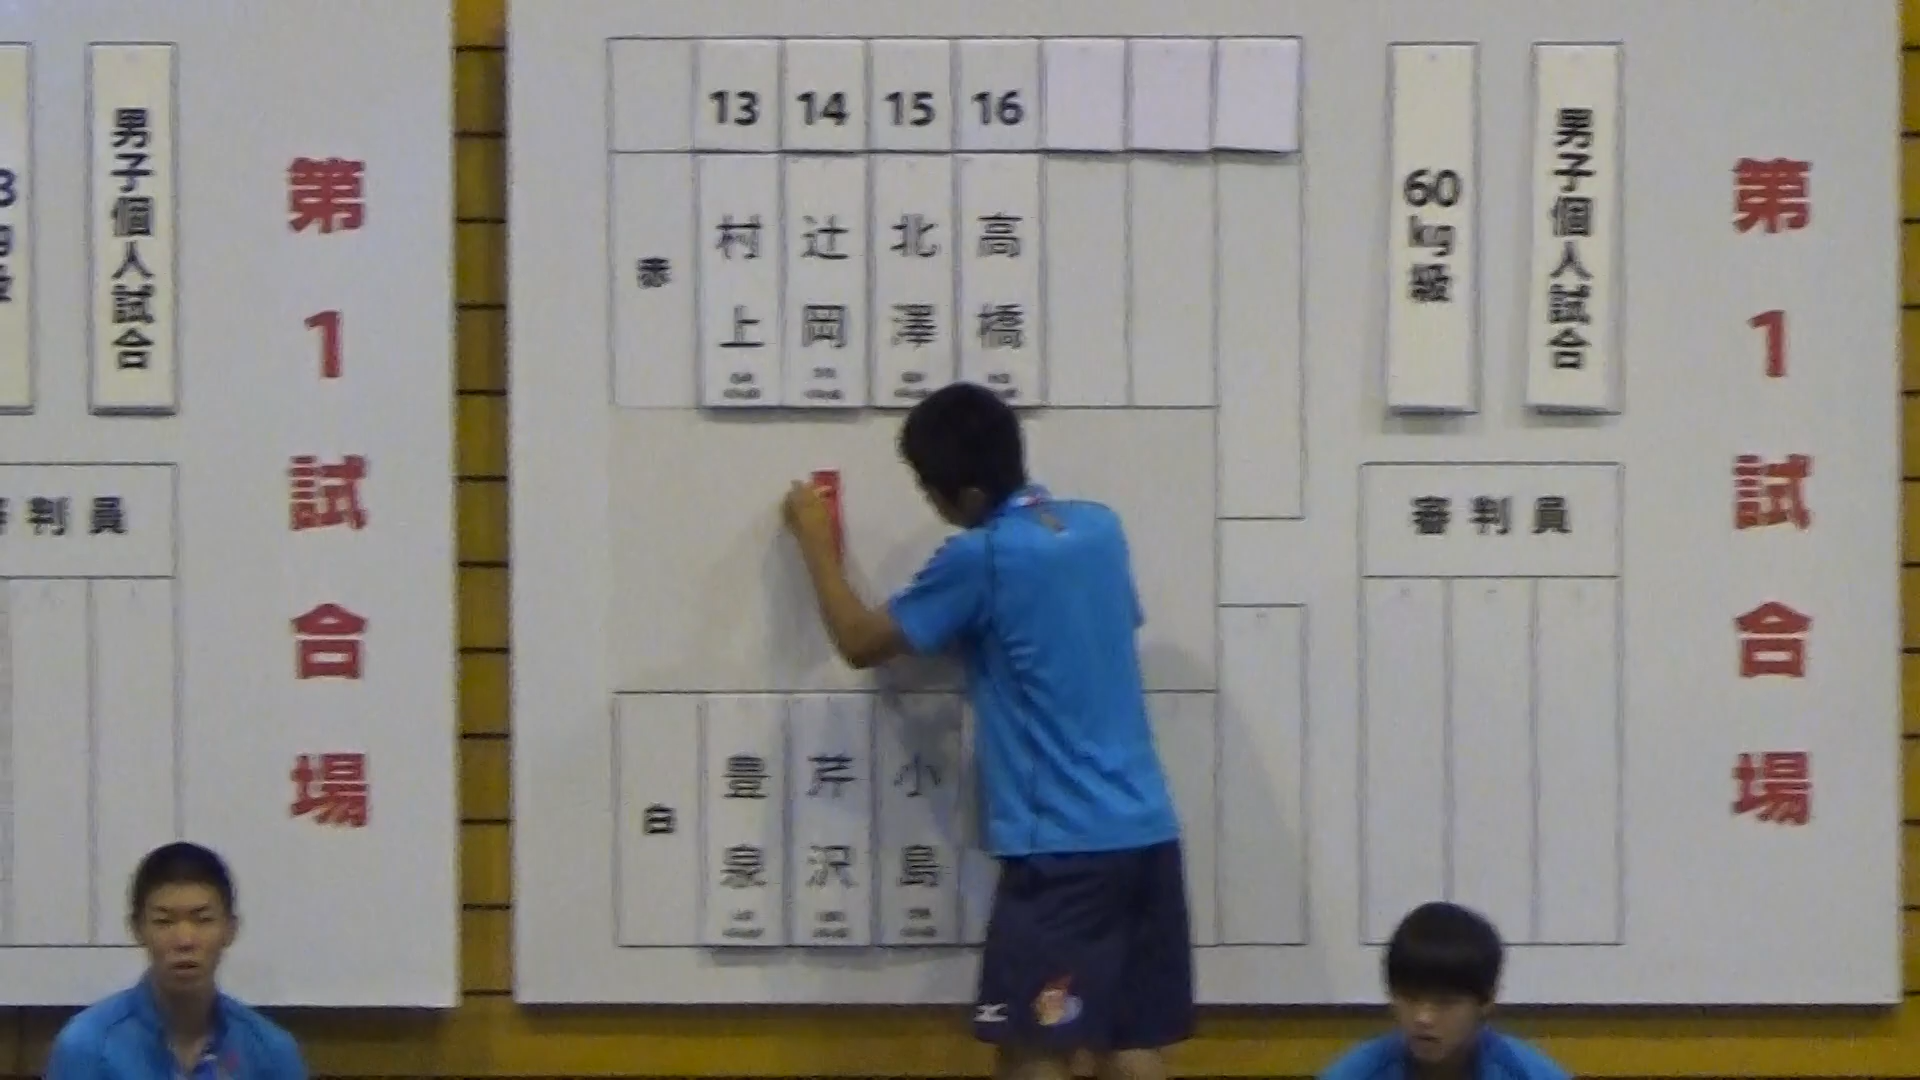 男子個人試合
第1試合場
判員
13 14 15 16
赤
村上
辻岡
北澤
高橋
白
豊泉
芹沢
小島
60kg級
男子個人試合
審判員
第1試合場